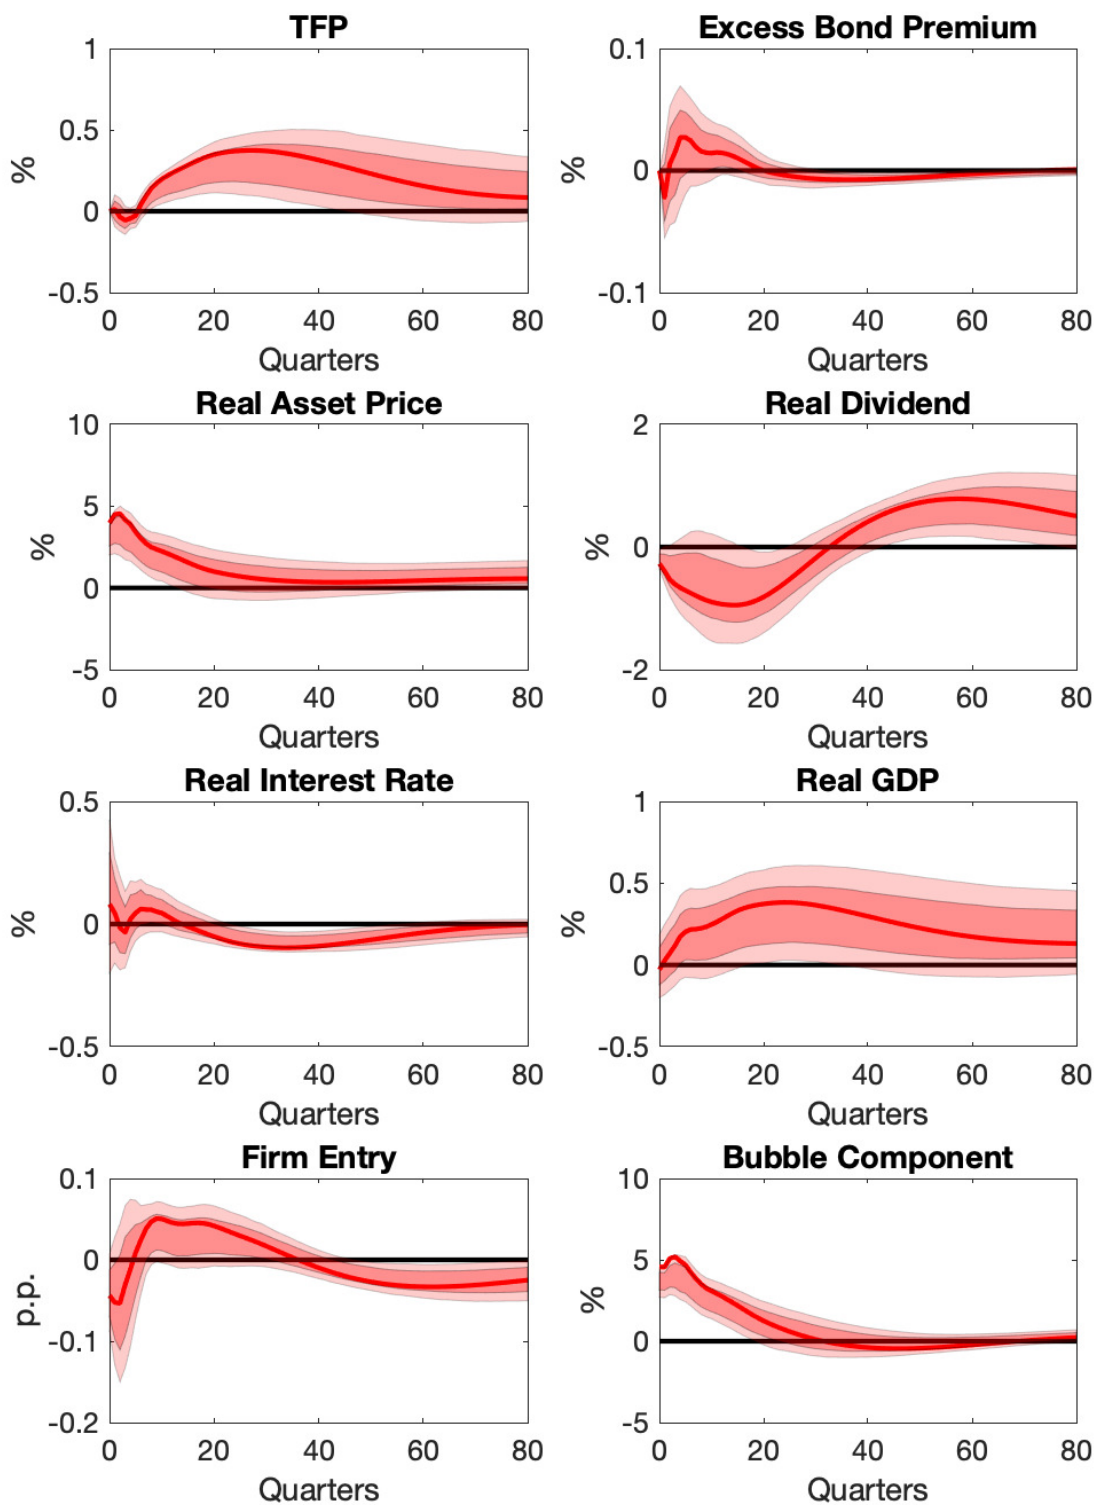 TFP
Excess Bond Premium
1
0.5
0
-0.5
%
0 20 40 60 80
Quarters
0.1
0
-0.1
%
0 20 40 60 80
Quarters
Real Asset Price
Real Dividend
10
5
0
-5
%
0 20 40 60 80
Quarters
2
0
-2
%
0 20 40 60 80
Quarters
Real Interest Rate
Real GDP
0.5
0
-0.5
%
0 20 40 60 80
Quarters
1
0.5
0
-0.5
%
0 20 40 60 80
Quarters
Firm Entry
Bubble Component
0.1
0
-0.1
-0.2
p.p.
0 20 40 60 80
Quarters
10
5
0
-5
%
0 20 40 60 80
Quarters